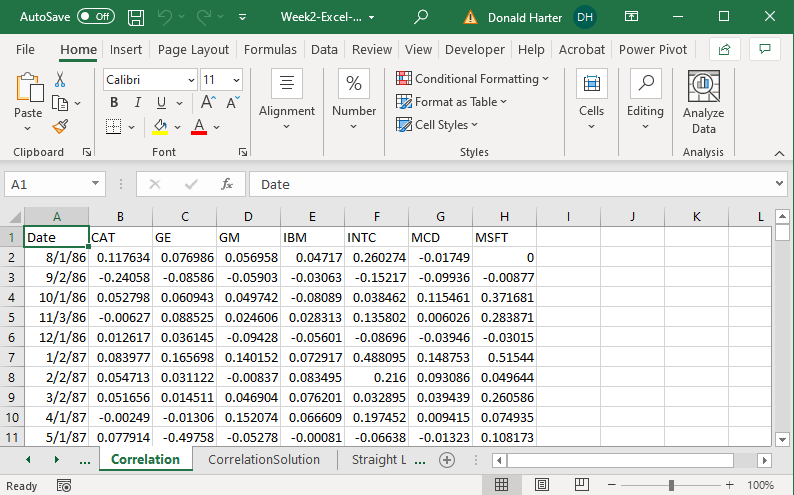 AutoSave Off Week2-Excel-... Donald Harter DH
File Home Insert Page Layout Formulas Data Review View Developer Help Acrobat Power Pivot
Paste
Clipboard
Calibri 11
B I U A A
A
Font
Alignment
% Number
Conditional Formatting
Format as Table
Cell Styles
Styles
Cells
Editing
Analyze Data
Analysis
A1 fx Date
A B C D E F G H I J K L
1 Date CAT GE GM IBM INTC MCD MSFT
2 8/1/86 0.117634 0.076986 0.056958 0.04717 0.260274 -0.01749 0
3 9/2/86 -0.24058 -0.08586 -0.05903 -0.03063 -0.15217 -0.09936 -0.00877
4 10/1/86 0.052798 0.060943 0.049742 -0.08089 0.038462 0.115461 0.371681
5 11/3/86 -0.00627 0.088525 0.024606 0.028313 0.135802 0.006026 0.283871
6 12/1/86 0.012617 0.036145 -0.09428 -0.05601 -0.08696 -0.03946 -0.03015
7 1/2/87 0.083977 0.165698 0.140152 0.072917 0.488095 0.148753 0.51544
8 2/2/87 0.054713 0.031122 -0.00837 0.083495 0.216 0.093086 0.049644
9 3/2/87 0.051656 0.014511 0.046904 0.076201 0.032895 0.039439 0.260586
10 4/1/87 -0.00249 -0.01306 0.152074 0.066609 0.197452 0.009415 0.074935
11 5/1/87 0.077914 -0.49758 -0.05278 -0.00081 -0.06638 -0.01323 0.108173
... Correlation CorrelationSolution Straight L ...
Ready 100%